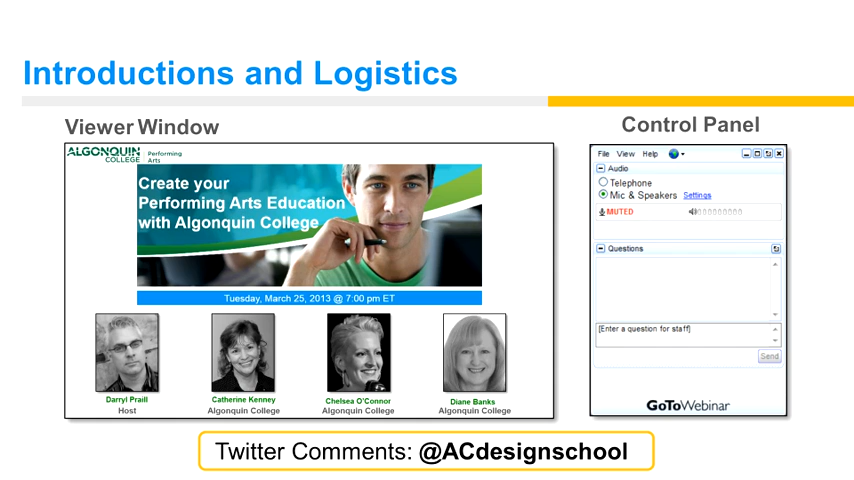 Introductions and Logistics
Viewer Window
ALGONQUIN
COLLEGE
Performing
Arts
Create your
Performing Arts Education
with Algonquin College
Tuesday, March 25, 2013 @ 7:00 pm ET
Darryl Praill
Host
Catherine Kenney
Algonquin College
Chelsea O'Connor
Algonquin College
Diane Banks
Algonquin College
Control Panel
File View Help
Audio
Telephone
Mic & Speakers Settings
MUTED
Questions
[Enter a question for staff]
Send
GoToWebinar
Twitter Comments: @ACdesignschool